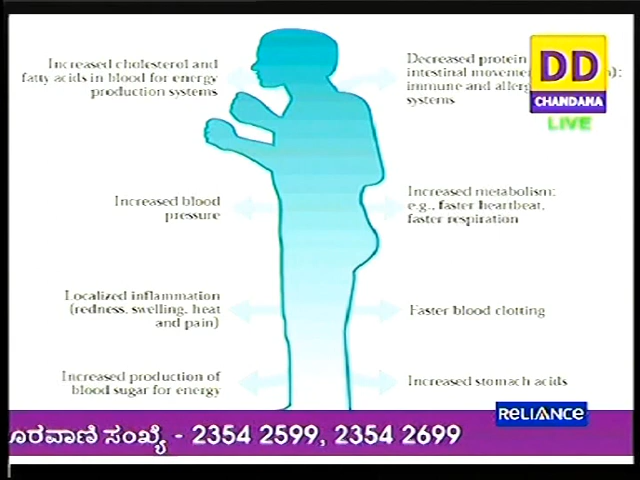 Increased cholesterol and
fatty acids in blood for energy
production systems
Decreased protein
intestinal
immune and
systems
DD
CHANDANA
LIVE
Increased blood
pressure
Increased metabolism:
e.g., faster heartbeat,
faster respiration
Localized inflammation
(redness, swelling, heat
and pain)
Faster blood clotting
Increased production of
blood sugar for energy
Increased stomach acids
RELIANCE
ೂರವಾಣಿ ಸಂಖ್ಯೆ - 2354 2599, 2354 2699